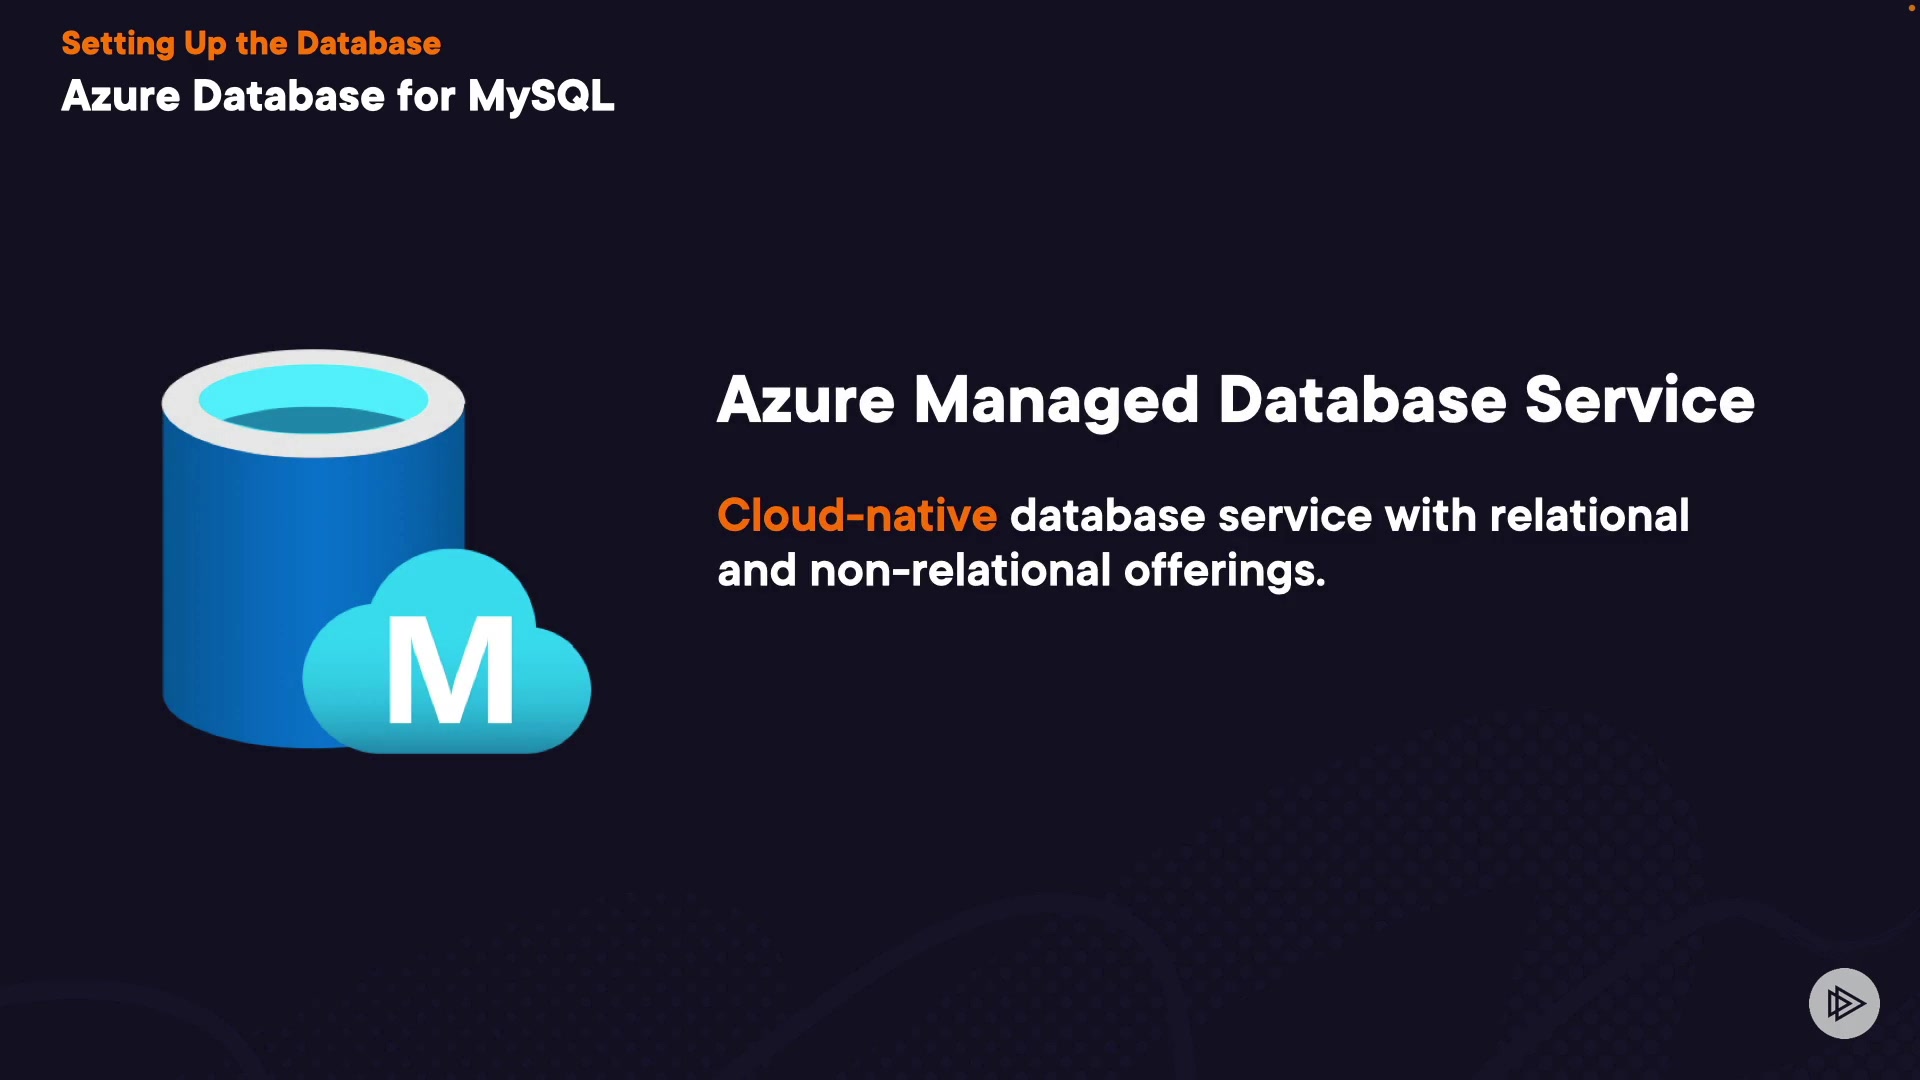 Setting Up the Database
Azure Database for MySQL
Azure Managed Database Service
Cloud-native database service with relational
and non-relational offerings.
M